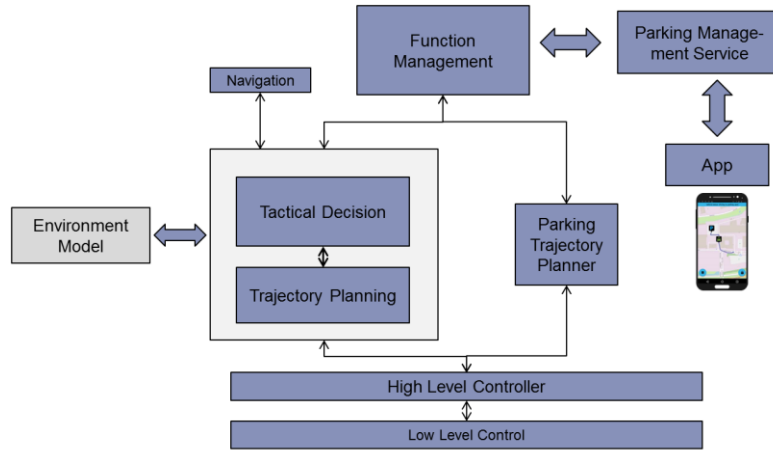 Function
Management
Parking Manage-
ment Service
Navigation
App
Tactical Decision
Environment
Model
Parking
Trajectory
Planner
Trajectory Planning
High Level Controller
Low Level Control